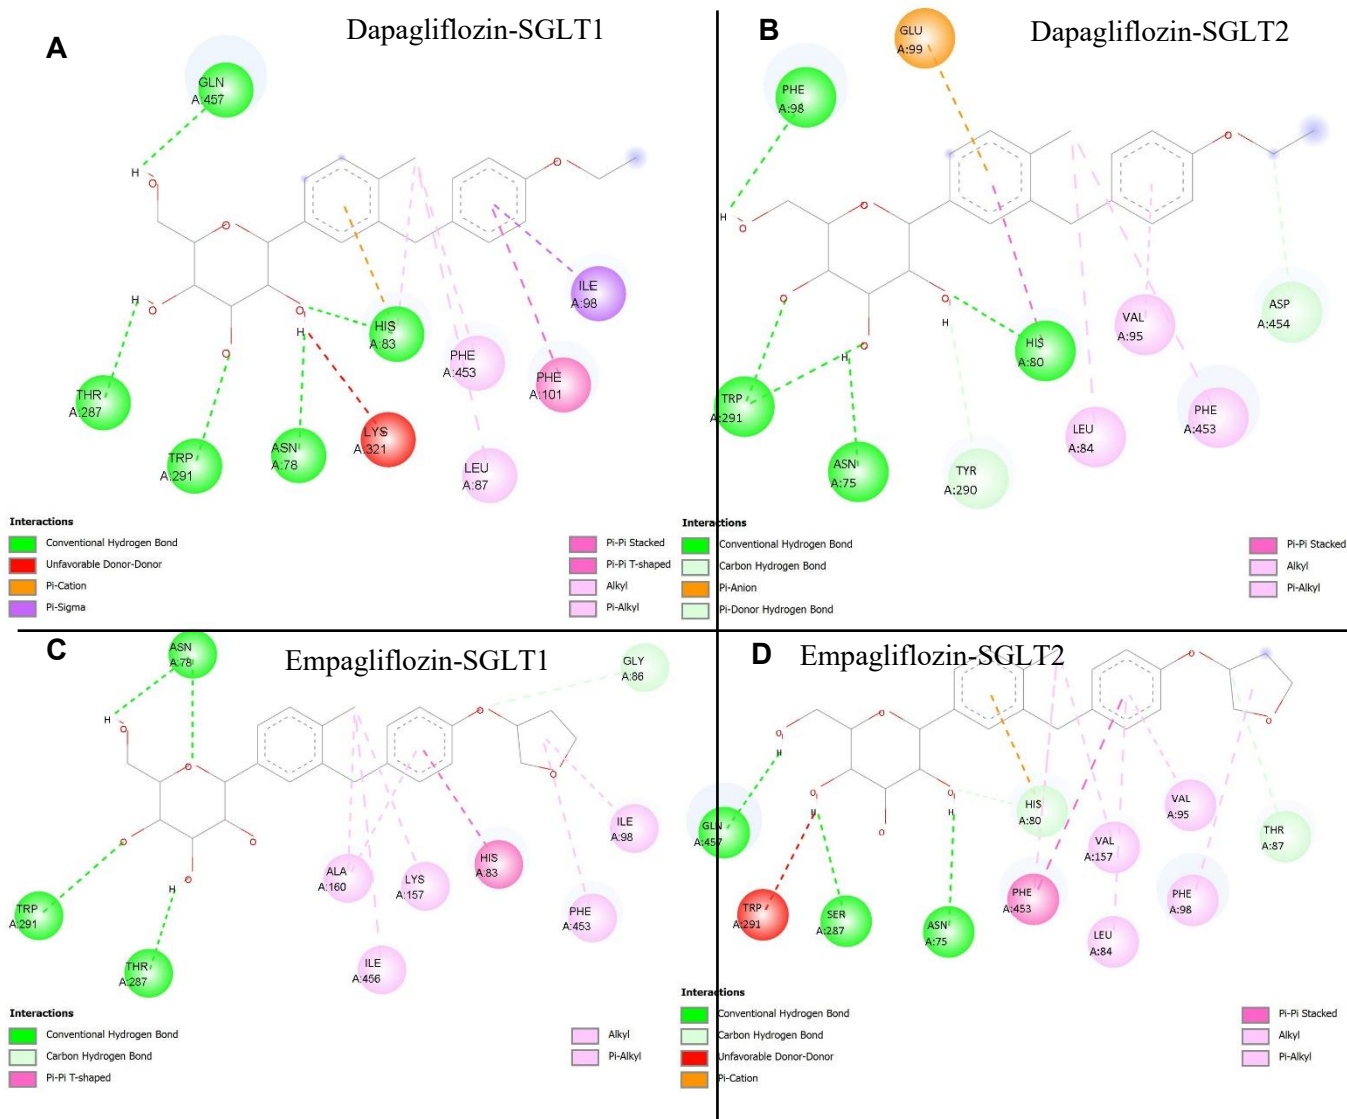 A
Dapagliflozin-SGLT1
GLN
A:457
H
O
O
O
H
O
O
O
H
ILE
A:98
HIS
A:83
PHE
A:453
PHE
A:101
THR
A:287
TRP
A:291
ASN
A:78
LYS
A:321
LEU
A:87
Interactions
Conventional Hydrogen Bond
Unfavorable Donor-Donor
Pi-Cation
Pi-Sigma
Pi-Pi Stacked
Pi-Pi T-shaped
Alkyl
Pi-Alkyl
B
Dapagliflozin-SGLT2
GLU
A:99
PHE
A:98
O
H
O
O
O
O
H
H
O
ASP
A:454
VAL
A:95
HIS
A:80
TRP
A:291
PHE
A:453
LEU
A:84
ASN
A:75
TYR
A:290
Interactions
Conventional Hydrogen Bond
Carbon Hydrogen Bond
Pi-Anion
Pi-Donor Hydrogen Bond
Pi-Pi Stacked
Alkyl
Pi-Alkyl
C
Empagliflozin-SGLT1
ASN
A:78
GLY
A:86
H
O
O
O
O
O
O
O
H
ILE
A:98
ALA
A:160
LYS
A:157
HIS
A:83
PHE
A:453
TRP
A:291
THR
A:287
ILE
A:456
Interactions
Conventional Hydrogen Bond
Carbon Hydrogen Bond
Pi-Pi T-shaped
Alkyl
Pi-Alkyl
D
Empagliflozin-SGLT2
O
O
O
O
H
O
O
H
H
O
GLN
A:457
HIS
A:80
VAL
A:95
THR
A:87
VAL
A:157
PHE
A:453
PHE
A:98
TRP
A:291
SER
A:287
ASN
A:75
LEU
A:84
Interactions
Conventional Hydrogen Bond
Carbon Hydrogen Bond
Unfavorable Donor-Donor
Pi-Cation
Pi-Pi Stacked
Alkyl
Pi-Alkyl